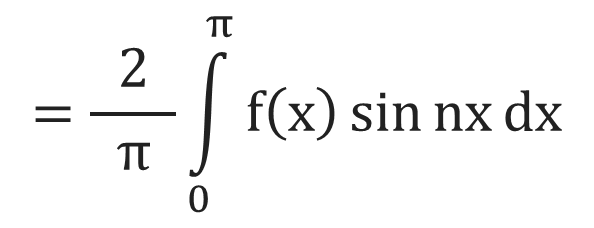 = 2/π ∫₀^π f(x) sin nx dx